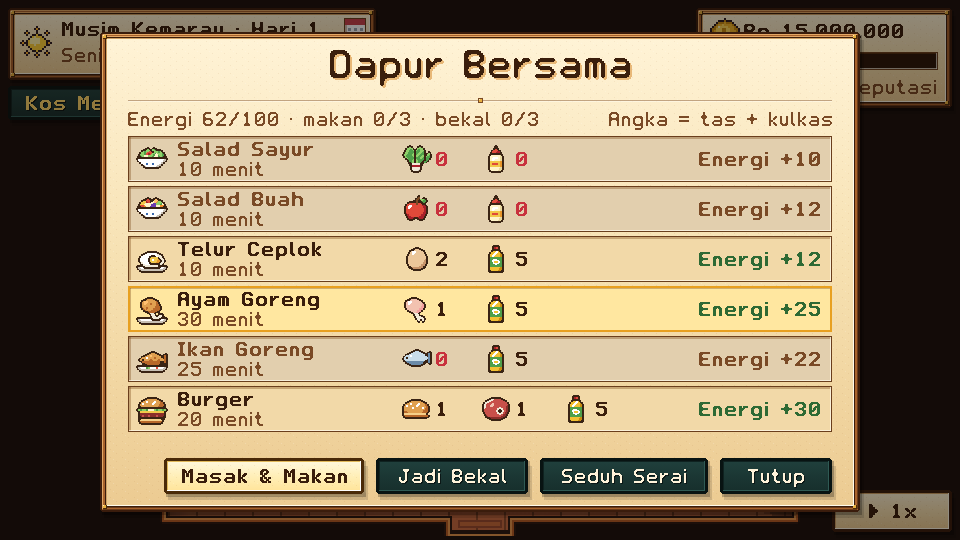 Musim Kemarau · Hari 1
Rp 15.000.000
Seni
eputasi
Kos Me
Dapur Bersama
Energi 62/100 · makan 0/3 · bekal 0/3
Angka = tas + kulkas
Salad Sayur
10 menit
0
0
Energi +10
Salad Buah
10 menit
0
0
Energi +12
Telur Ceplok
10 menit
2
5
Energi +12
Ayam Goreng
30 menit
1
5
Energi +25
Ikan Goreng
25 menit
0
5
Energi +22
Burger
20 menit
1
1
5
Energi +30
Masak & Makan
Jadi Bekal
Seduh Serai
Tutup
1x